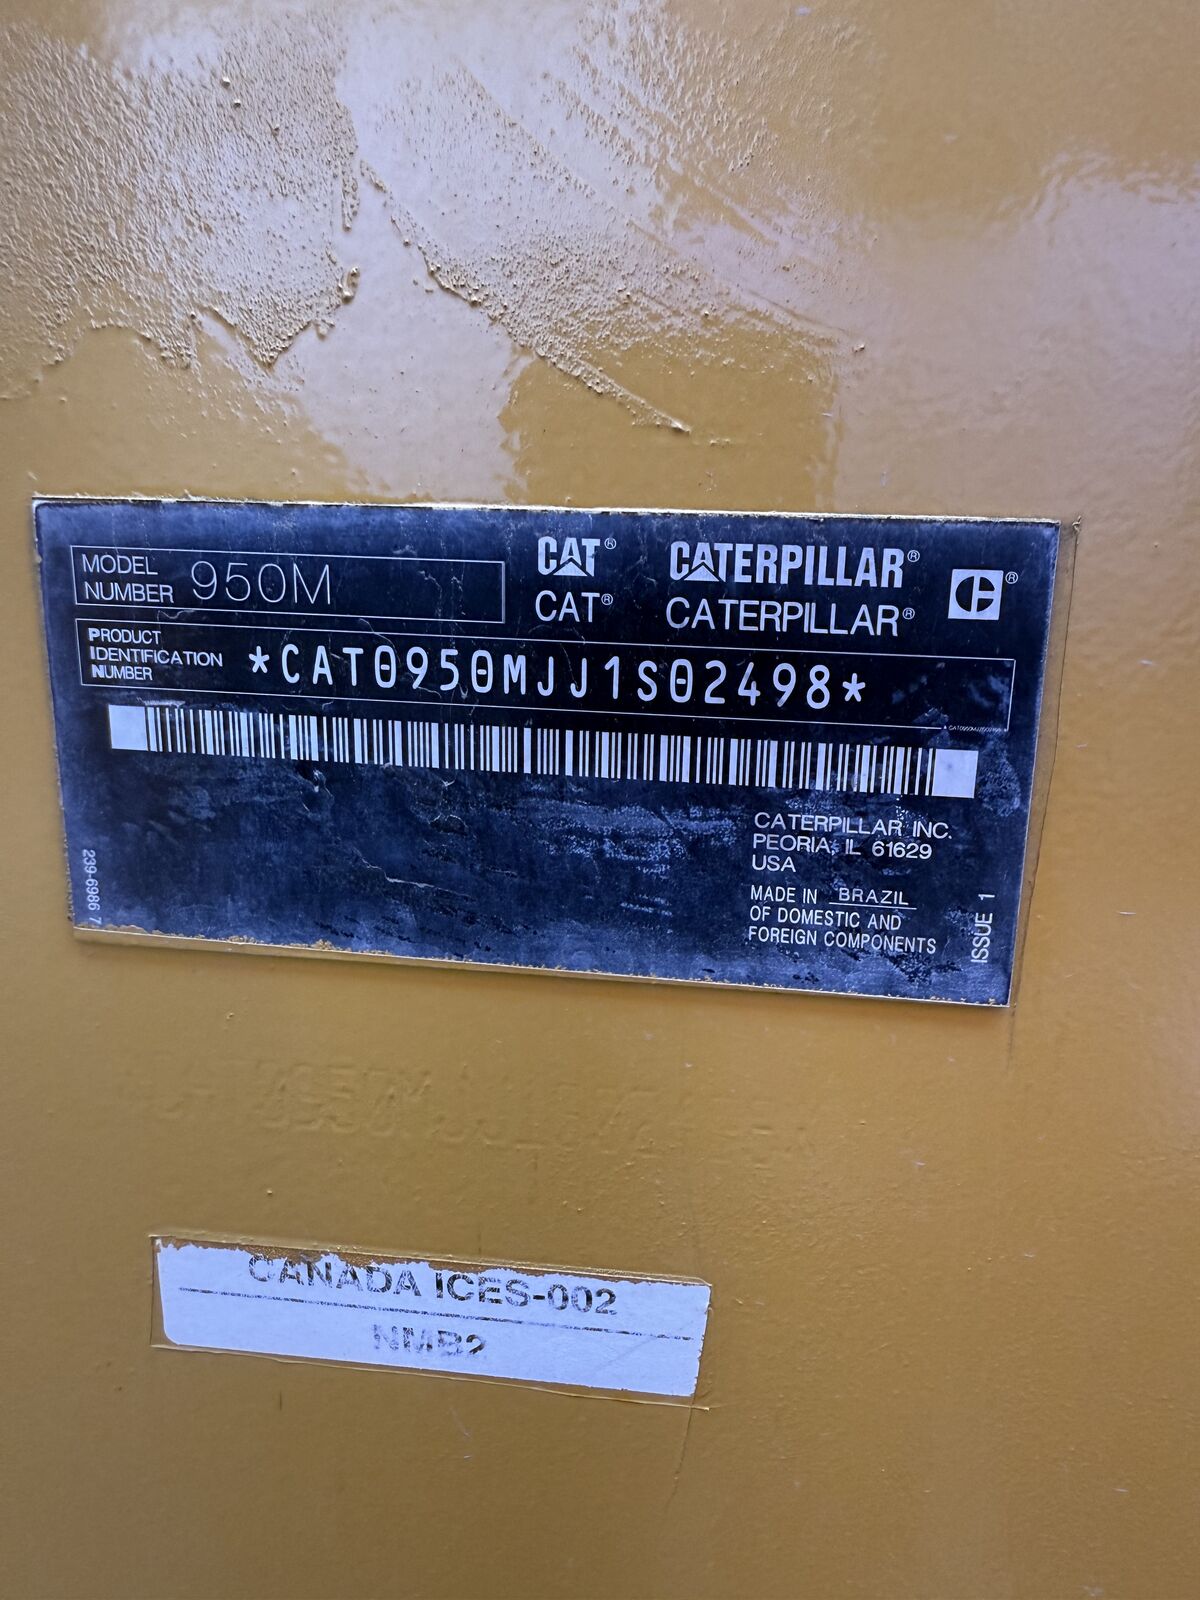 MODEL
NUMBER 950M
CAT® CATERPILLAR®
CAT® CATERPILLAR®
PRODUCT
IDENTIFICATION
NUMBER
*CAT0950MJJ1S02498*
CATERPILLAR INC.
PEORIA, IL 61629
USA
MADE IN BRAZIL
OF DOMESTIC AND
FOREIGN COMPONENTS
ISSUE 1
239-6986 7
CANADA ICES-002
NMB2